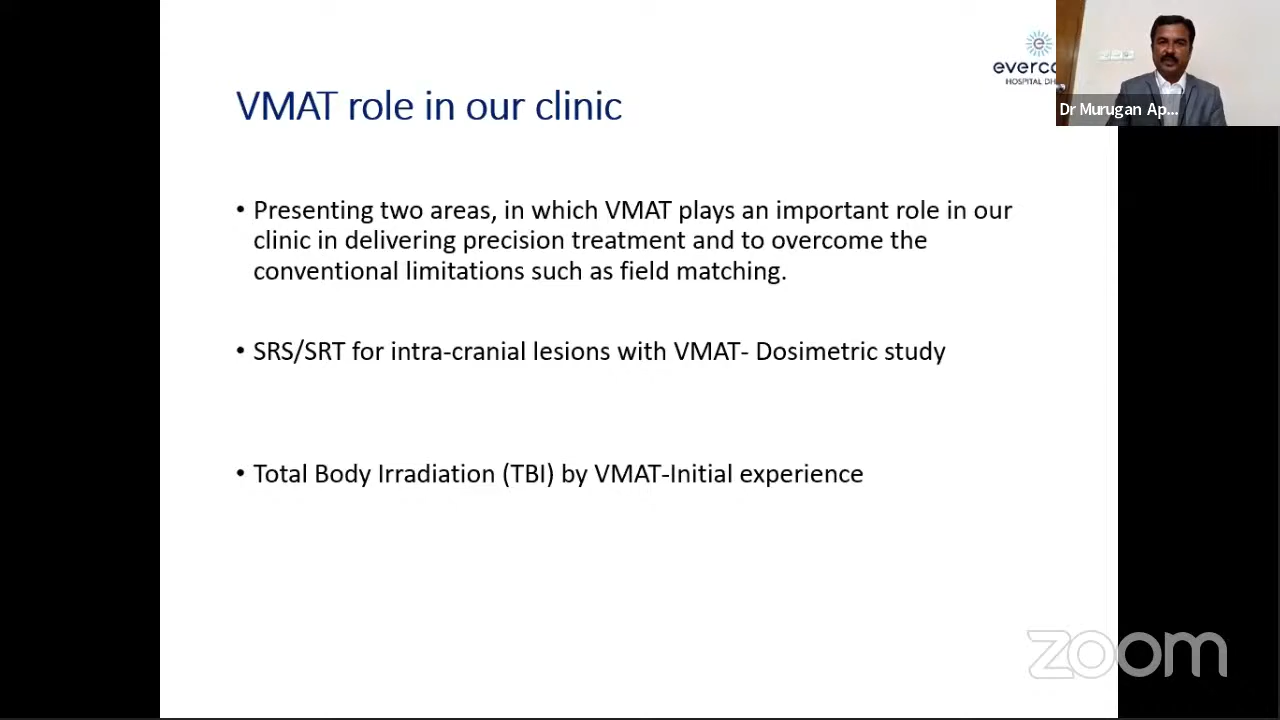 everc
HOSPITAL DH
Dr Murugan Ap...
VMAT role in our clinic
• Presenting two areas, in which VMAT plays an important role in our
clinic in delivering precision treatment and to overcome the
conventional limitations such as field matching.
• SRS/SRT for intra-cranial lesions with VMAT- Dosimetric study
• Total Body Irradiation (TBI) by VMAT-Initial experience
zoom